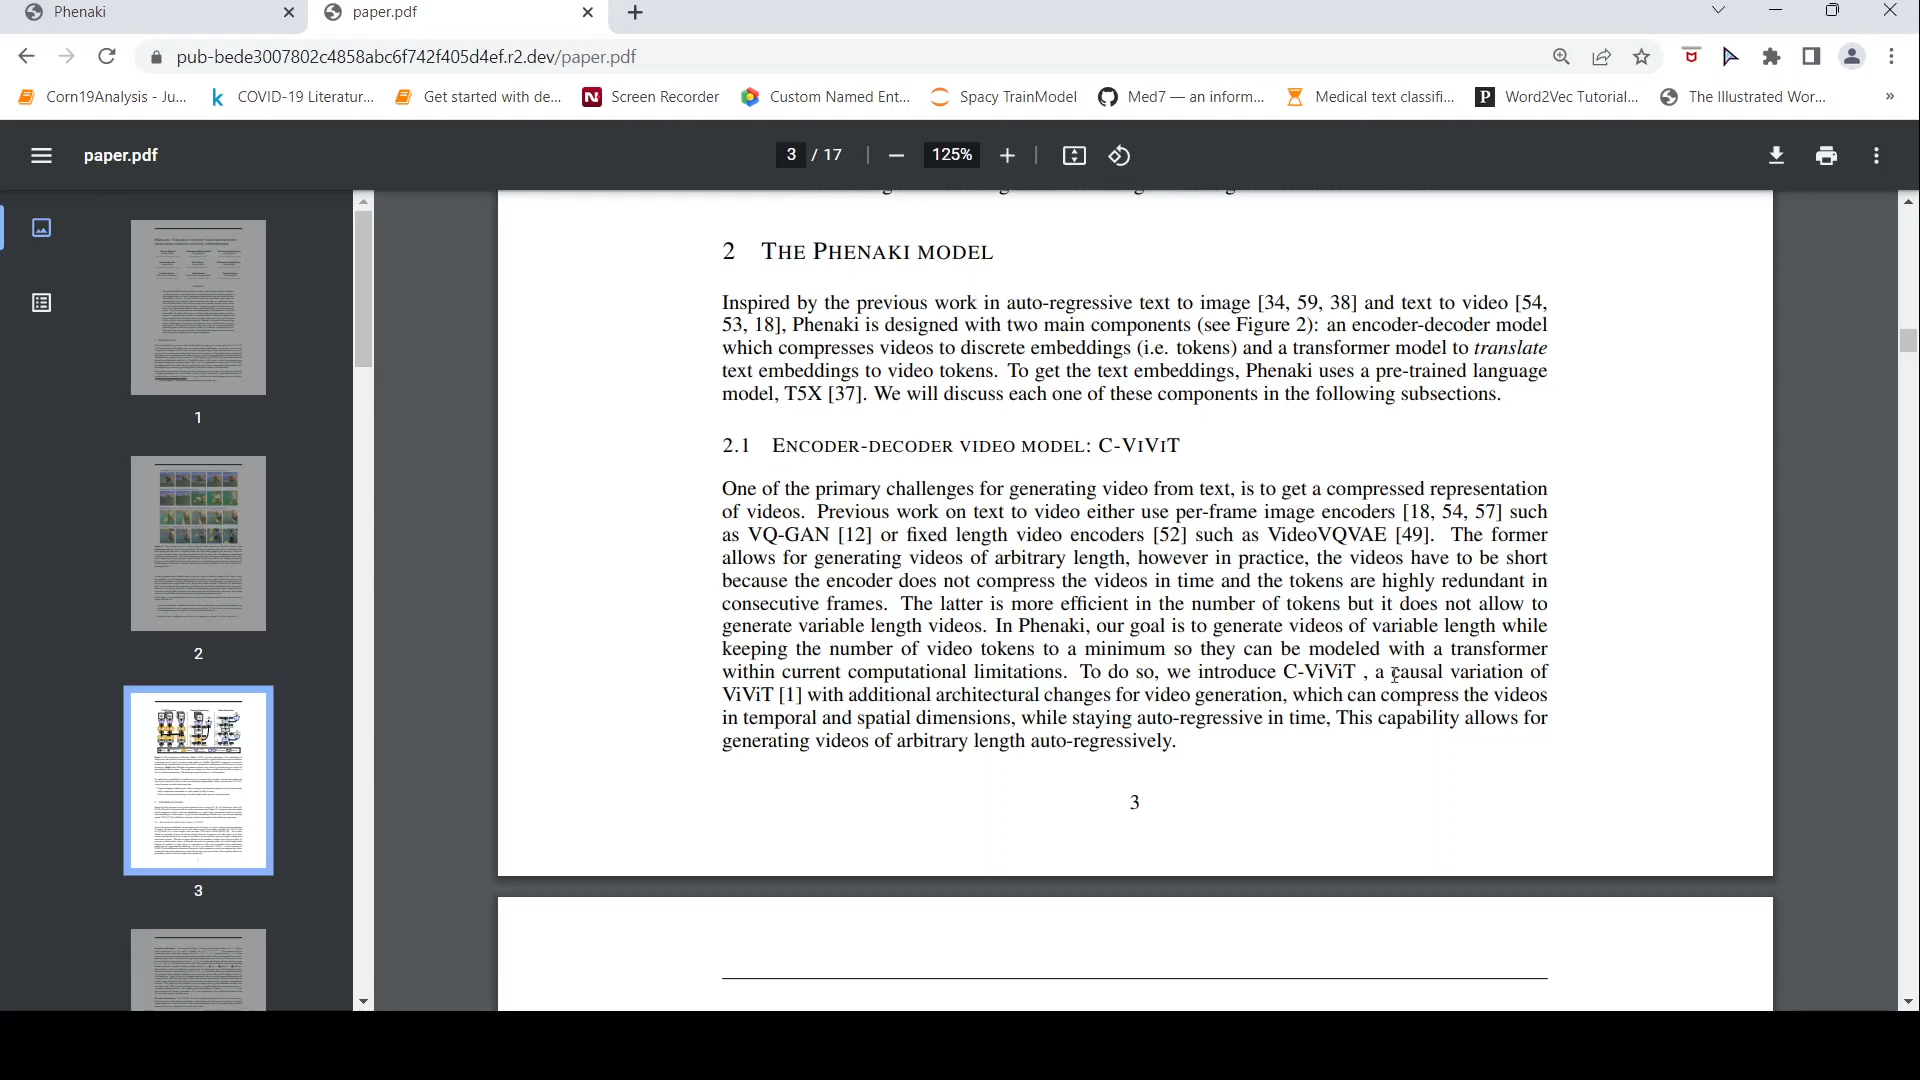 Phenaki
paper.pdf
pub-bede3007802c4858abc6f742f405d4ef.r2.dev/paper.pdf
Corn19Analysis - Ju...
COVID-19 Literatur...
Get started with de...
Screen Recorder
Custom Named Ent...
Spacy TrainModel
Med7 — an inform...
Medical text classifi...
Word2Vec Tutorial...
The Illustrated Wor...
»
paper.pdf
3 / 17
125%
1
2
3
2 THE PHENAKI MODEL
Inspired by the previous work in auto-regressive text to image [34, 59, 38] and text to video [54,
53, 18], Phenaki is designed with two main components (see Figure 2): an encoder-decoder model
which compresses videos to discrete embeddings (i.e. tokens) and a transformer model to translate
text embeddings to video tokens. To get the text embeddings, Phenaki uses a pre-trained language
model, T5X [37]. We will discuss each one of these components in the following subsections.
2.1 ENCODER-DECODER VIDEO MODEL: C-VIVIT
One of the primary challenges for generating video from text, is to get a compressed representation
of videos. Previous work on text to video either use per-frame image encoders [18, 54, 57] such
as VQ-GAN [12] or fixed length video encoders [52] such as VideoVQVAE [49]. The former
allows for generating videos of arbitrary length, however in practice, the videos have to be short
because the encoder does not compress the videos in time and the tokens are highly redundant in
consecutive frames. The latter is more efficient in the number of tokens but it does not allow to
generate variable length videos. In Phenaki, our goal is to generate videos of variable length while
keeping the number of video tokens to a minimum so they can be modeled with a transformer
within current computational limitations. To do so, we introduce C-ViViT , a causal variation of
ViViT [1] with additional architectural changes for video generation, which can compress the videos
in temporal and spatial dimensions, while staying auto-regressive in time, This capability allows for
generating videos of arbitrary length auto-regressively.
3